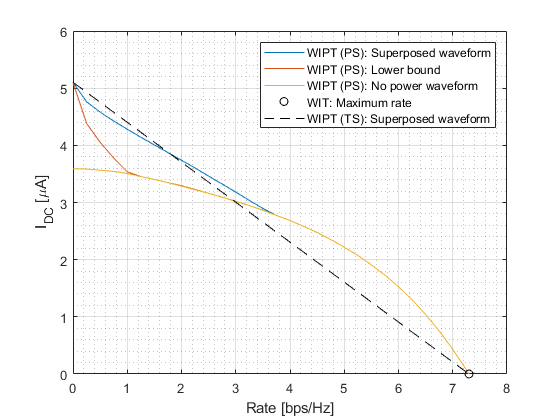 6
WIPT (PS): Superposed waveform
WIPT (PS): Lower bound
WIPT (PS): No power waveform
WIT: Maximum rate
WIPT (TS): Superposed waveform
5
4
3
2
1
0
I_DC [μA]
0 1 2 3 4 5 6 7 8
Rate [bps/Hz]